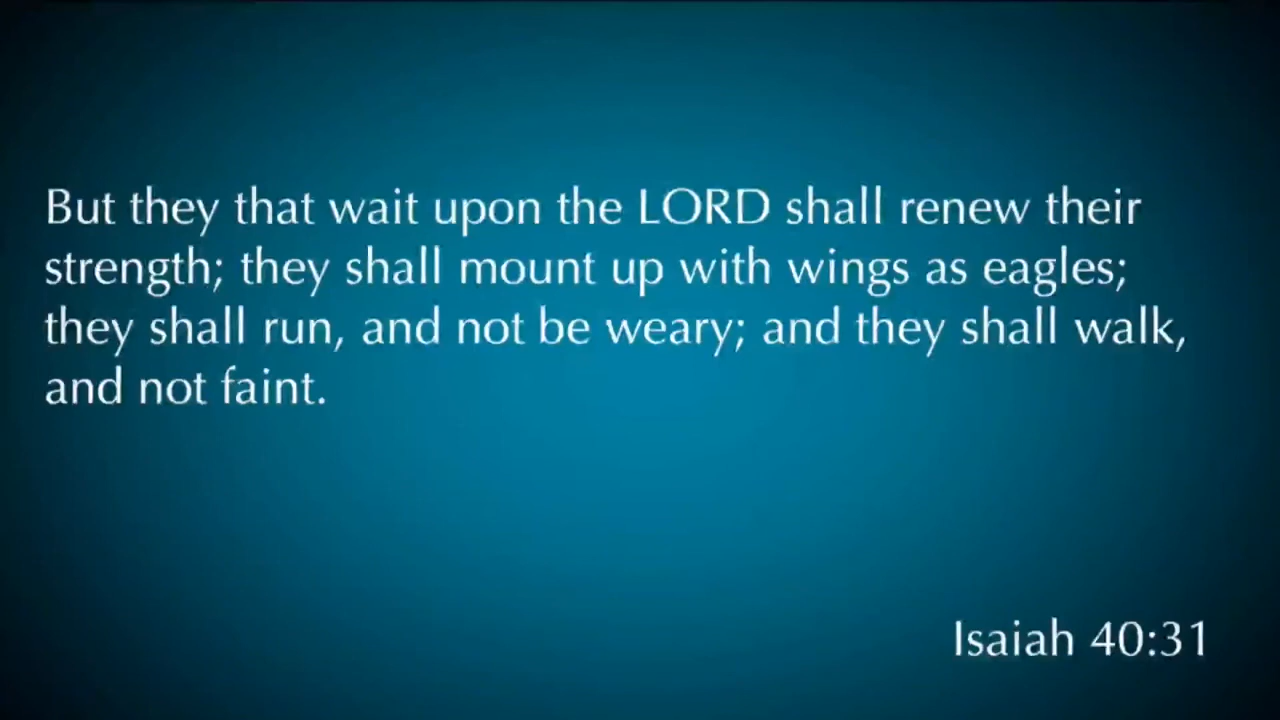 But they that wait upon the LORD shall renew their
strength; they shall mount up with wings as eagles;
they shall run, and not be weary; and they shall walk,
and not faint.
Isaiah 40:31